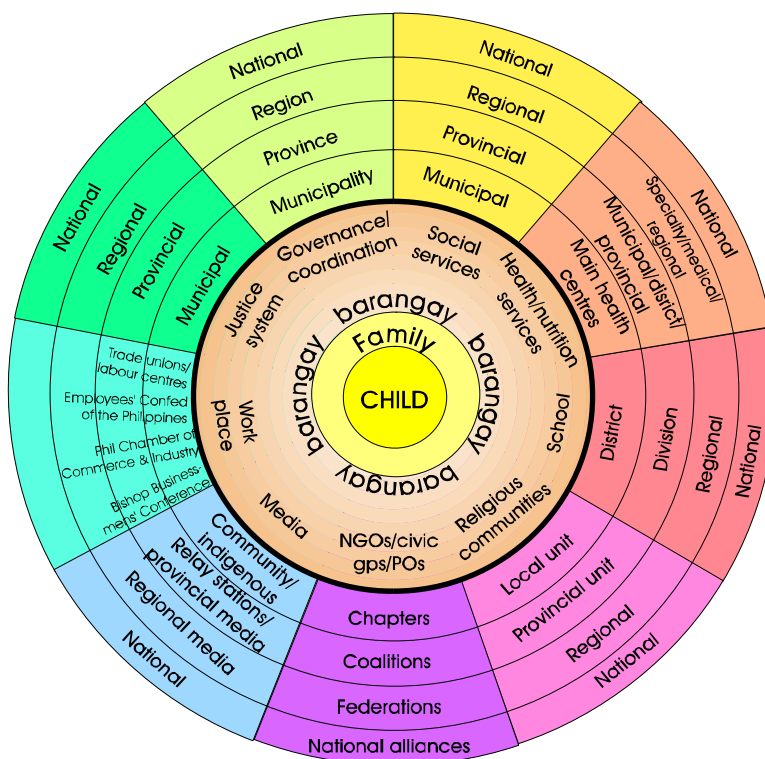 CHILD
Family
barangay
barangay
barangay
barangay
Governancel
coordination
Social
services
Health/nutrition
services
School
Religious
communities
NGOs/civic
gps/POs
Media
Work
place
Justice
system
National
Region
Province
Municipality
National
Regional
Provincial
Municipal
National
Specialty/medical/
regional
Municipal/disrict/
provincial
Main health
centres
National
Regional
Division
District
Local unit
Provincial unit
Regional
National
Chapters
Coalitions
Federations
National alliances
Community/
indigenous
Relay stations/
provincial media
Regional media
National
Trade unions/
labour centres
Employees' Confed
of the Philippines
Phil Chamber of
Commerce & Industry
Bishop Business-
mens' Conference
National
Regional
Provincial
Municipal